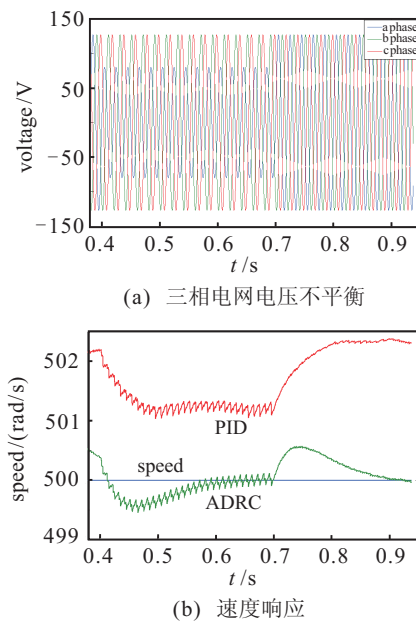 150
a phase
b phase
c phase
50
voltage/V
−50
−150
0.4 0.5 0.6 0.7 0.8 0.9
t/s
(a) 三相电网电压不平衡
502
501
PID
speed/(rad/s)
speed
500
ADRC
499
0.4 0.5 0.6 0.7 0.8 0.9
t/s
(b) 速度响应